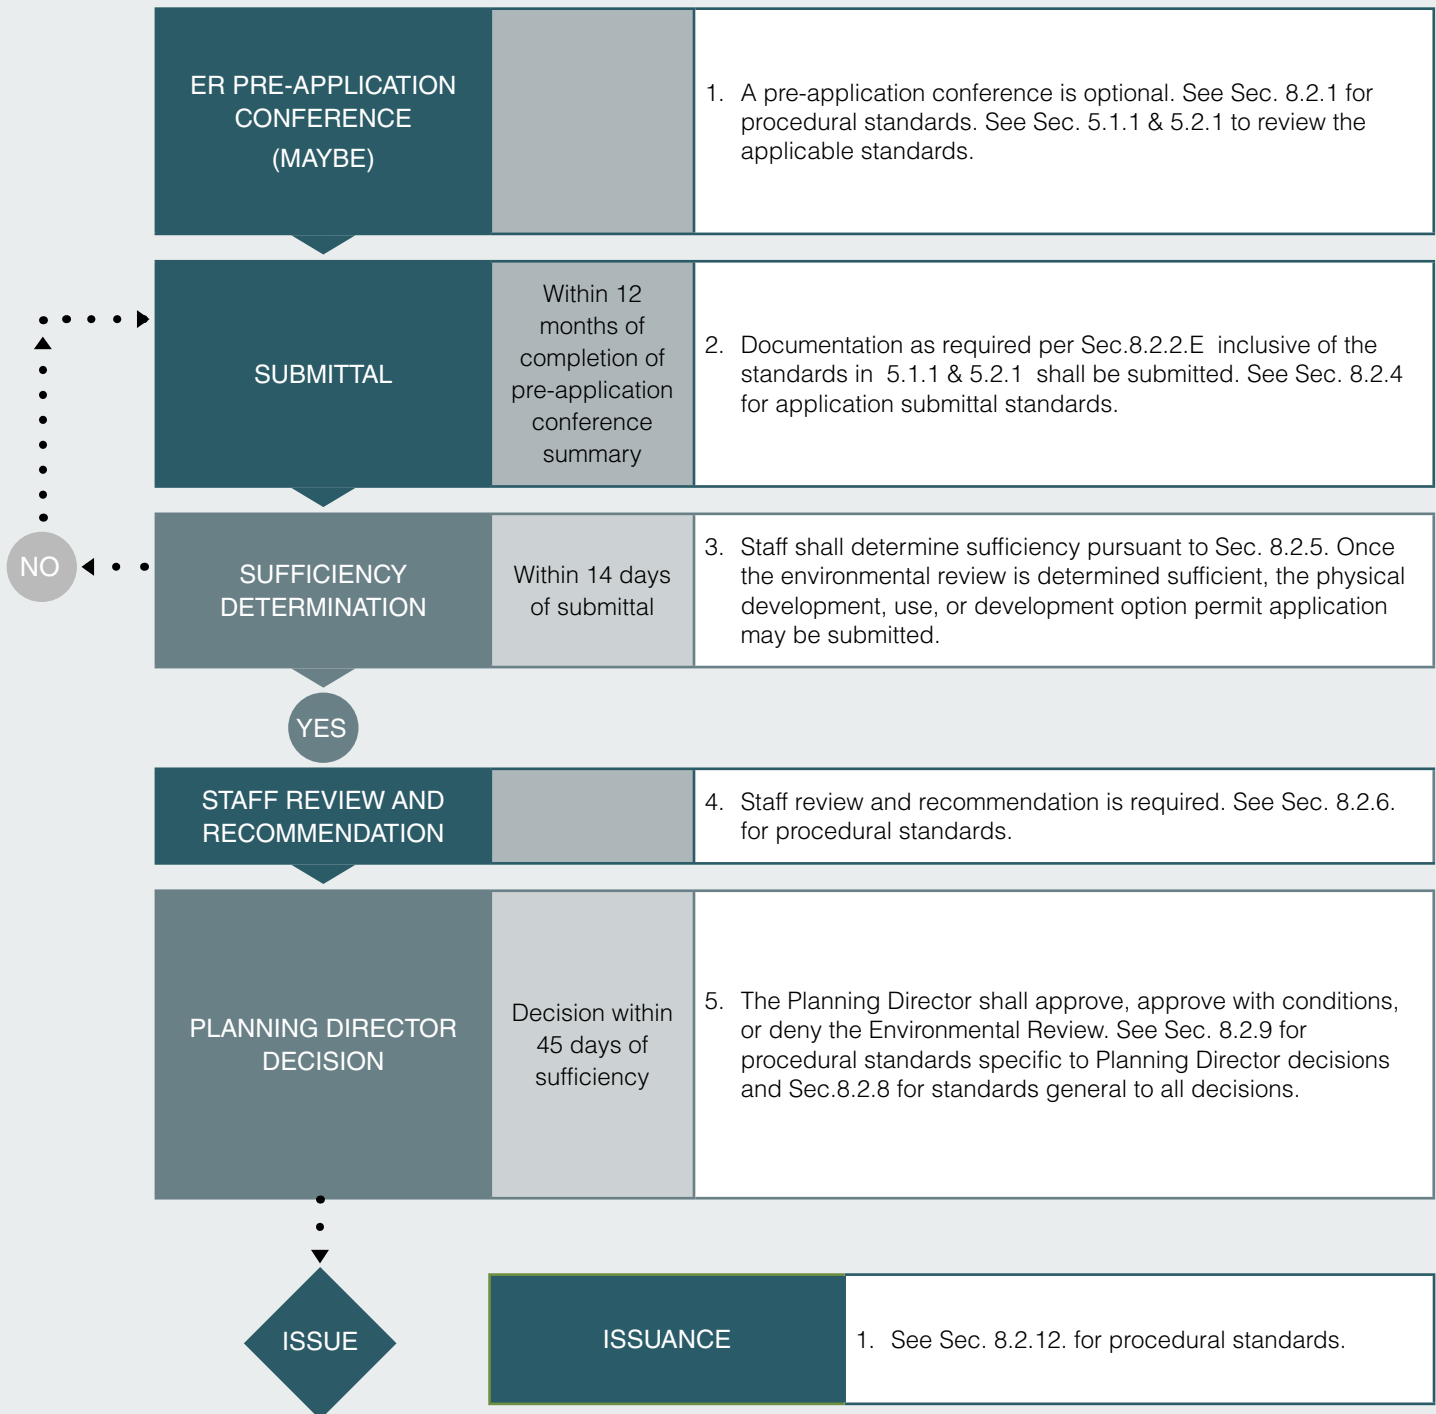 ER PRE-APPLICATION
CONFERENCE
(MAYBE)
1. A pre-application conference is optional. See Sec. 8.2.1 for
procedural standards. See Sec. 5.1.1 & 5.2.1 to review the
applicable standards.
SUBMITTAL
Within 12
months of
completion of
pre-application
conference
summary
2. Documentation as required per Sec.8.2.2.E inclusive of the
standards in 5.1.1 & 5.2.1 shall be submitted. See Sec. 8.2.4
for application submittal standards.
NO
SUFFICIENCY
DETERMINATION
Within 14 days
of submittal
3. Staff shall determine sufficiency pursuant to Sec. 8.2.5. Once
the environmental review is determined sufficient, the physical
development, use, or development option permit application
may be submitted.
YES
STAFF REVIEW AND
RECOMMENDATION
4. Staff review and recommendation is required. See Sec. 8.2.6.
for procedural standards.
PLANNING DIRECTOR
DECISION
Decision within
45 days of
sufficiency
5. The Planning Director shall approve, approve with conditions,
or deny the Environmental Review. See Sec. 8.2.9 for
procedural standards specific to Planning Director decisions
and Sec.8.2.8 for standards general to all decisions.
ISSUE
ISSUANCE
1. See Sec. 8.2.12. for procedural standards.